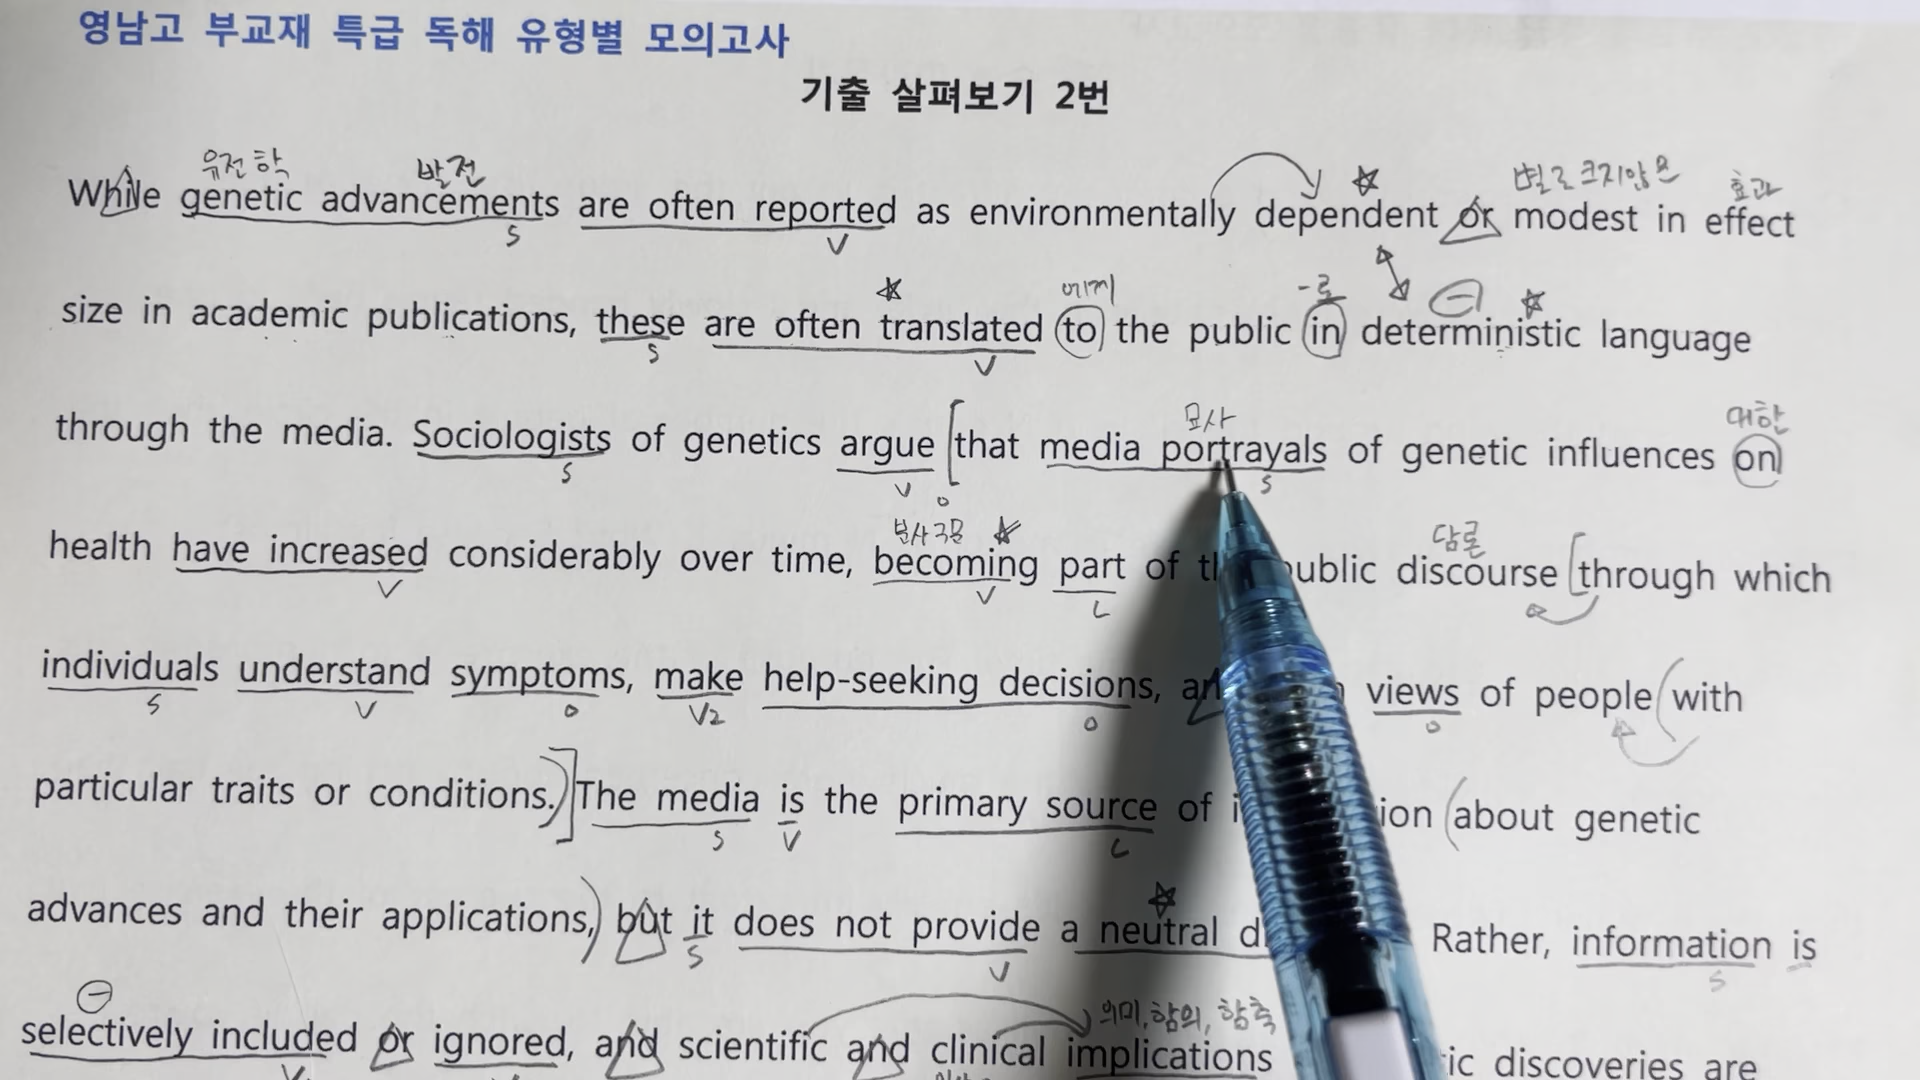 영남고 부교재 특급 독해 유형별 모의고사
기출 살펴보기 2번
유전학 발전 별로 크지않은 효과
While genetic advancements are often reported as environmentally dependent or modest in effect
S V
에게 -로
size in academic publications, these are often translated to the public in deterministic language
S V
묘사 대한
through the media. Sociologists of genetics argue that media portrayals of genetic influences on
S V O S
분사구문 담론
health have increased considerably over time, becoming part of public discourse through which
V V C
individuals understand symptoms, make help-seeking decisions, views of people with
S V O V2 O O
particular traits or conditions. The media is the primary source of about genetic
S V C
advances and their applications, but it does not provide a neutral Rather, information is
S V S
의미, 함의, 함축
selectively included or ignored, and scientific and clinical implications discoveries are
V